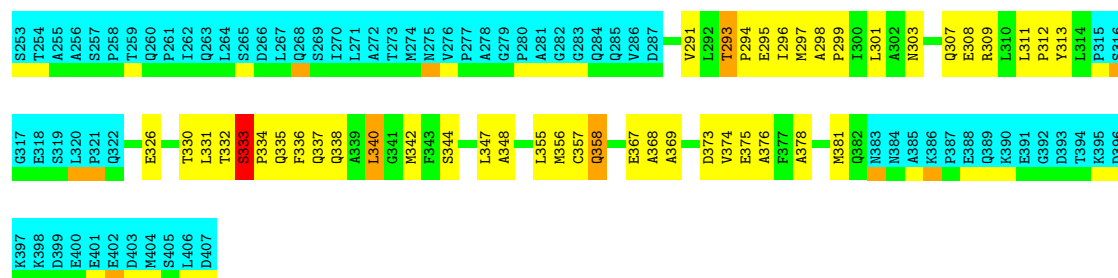 S253 T254 A255 A256 S257 P258 T259 Q260 P261 I262 Q263 L264 S265 D266 L267 Q268 S269 I270 L271 A272 T273 M274 N275 V276 P277 A278 G279 P280 A281 G282 G283 Q284 Q285 V286 D287 V291 L292 T293 P294 E295 I296 M297 A298 P299 I300 L301 A302 N303 Q307 E308 R309 L310 L311 P312 Y313 L314 P315 S316
G317 E318 S319 L320 P321 Q322 E326 T330 L331 T332 S333 P334 Q335 F336 Q337 Q338 A339 L340 G341 M342 F343 S344 L347 A348 L355 M356 C357 Q358 E367 A368 A369 D373 V374 E375 A376 F377 A378 M381 Q382 N383 N384 A385 K386 P387 E388 Q389 K390 E391 G392 D393 T394 K395 D396
K397 K398 D399 E400 E401 E402 D403 M404 S405 L406 D407